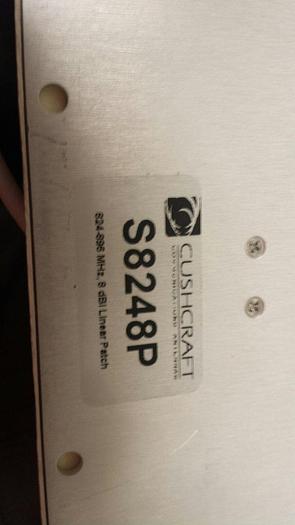 CUSHCRAFT
COMMUNICATIONS ANTENNAS
S8248P
824-896 MHz, 8 dBi Linear Patch